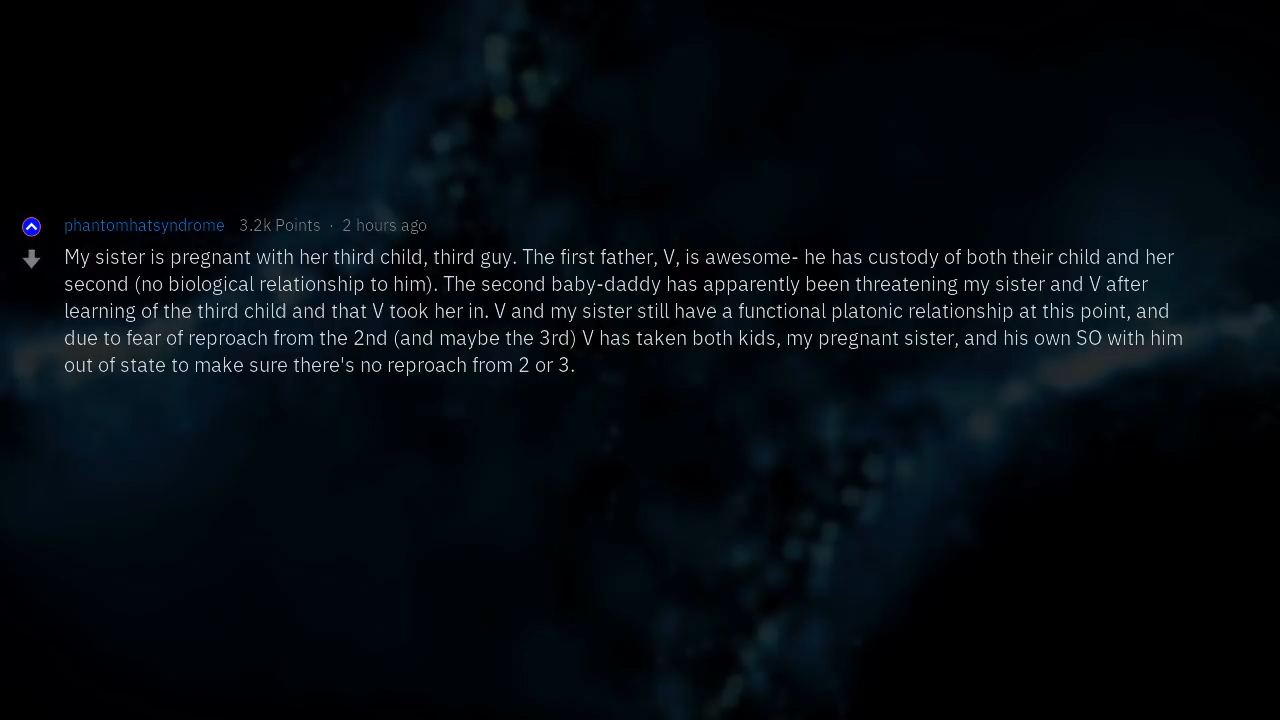 phantomhatsyndrome 3.2k Points · 2 hours ago
My sister is pregnant with her third child, third guy. The first father, V, is awesome- he has custody of both their child and her
second (no biological relationship to him). The second baby-daddy has apparently been threatening my sister and V after
learning of the third child and that V took her in. V and my sister still have a functional platonic relationship at this point, and
due to fear of reproach from the 2nd (and maybe the 3rd) V has taken both kids, my pregnant sister, and his own SO with him
out of state to make sure there's no reproach from 2 or 3.